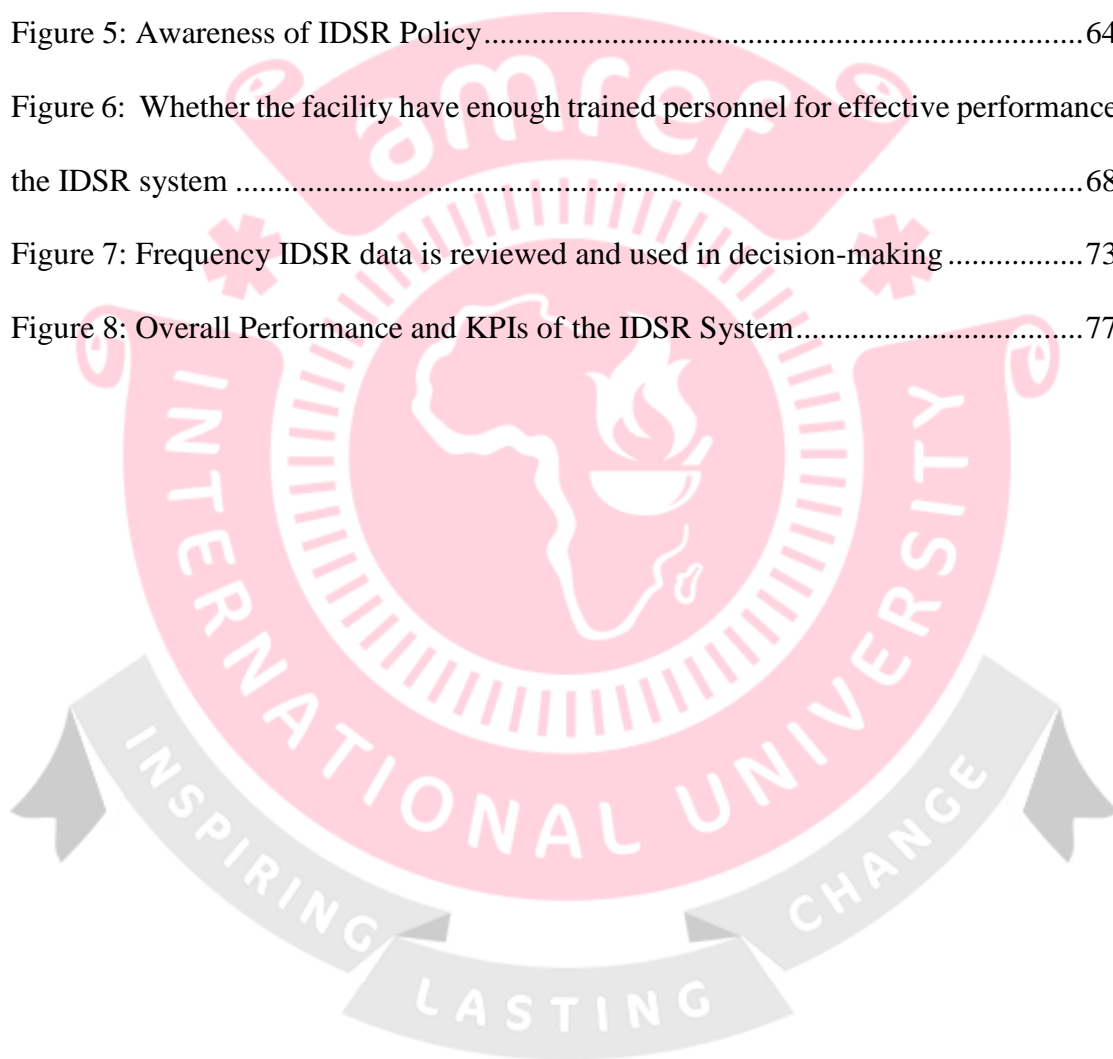 Figure 5: Awareness of IDSR Policy.......................................................................................64
Figure 6:  Whether the facility have enough trained personnel for effective performance
the IDSR system .............................................................................................................68
Figure 7: Frequency IDSR data is reviewed and used in decision-making .................73
Figure 8: Overall Performance and KPIs of the IDSR System.....................................77
amref
INTERNATIONAL UNIVERSITY
INSPIRING
LASTING
CHANGE